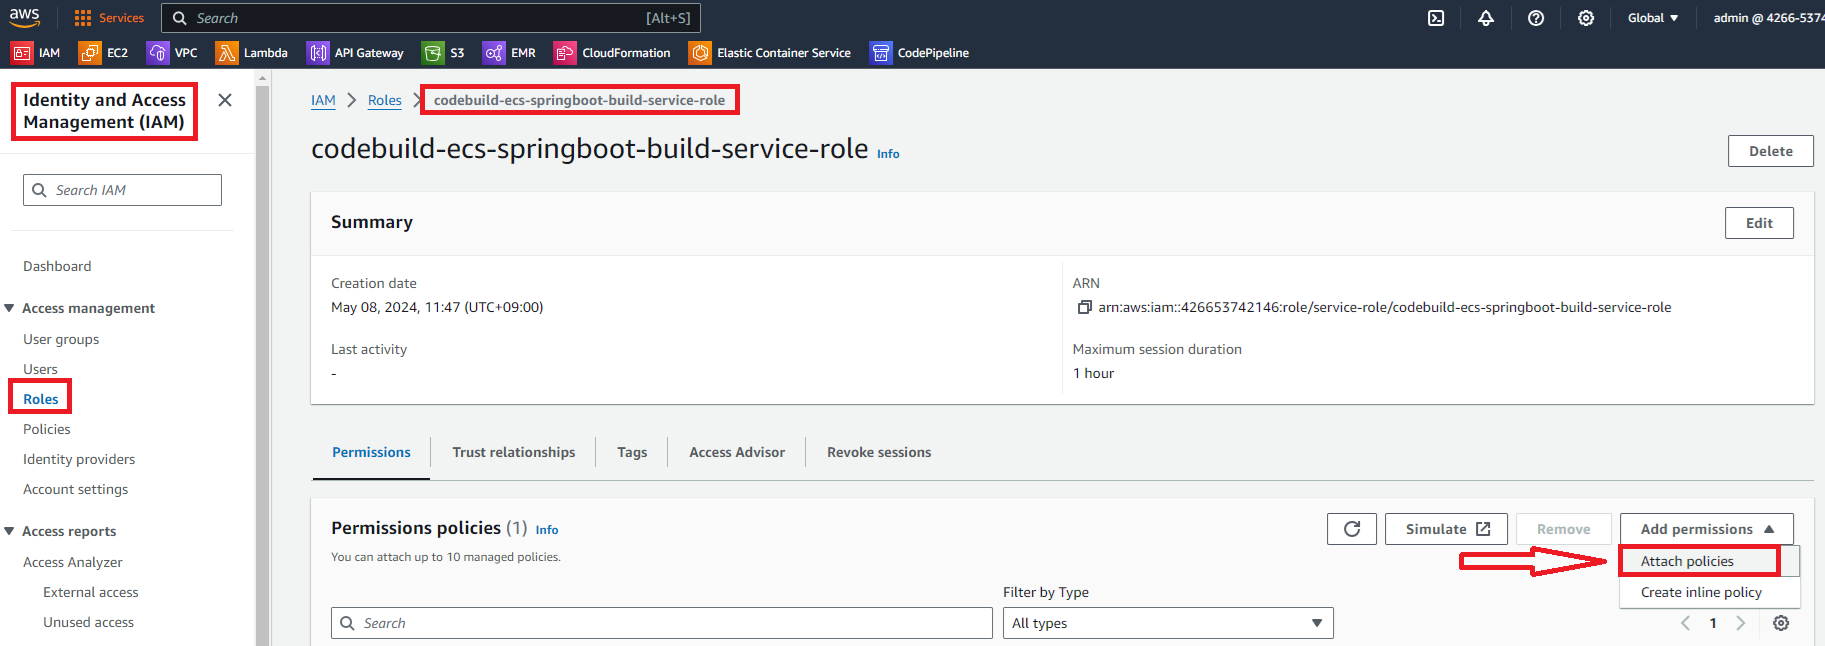 aws
Services
Search [Alt+S]
Global
admin @ 4266-5374
IAM
EC2
VPC
Lambda
API Gateway
S3
EMR
CloudFormation
Elastic Container Service
CodePipeline
Identity and Access
Management (IAM)
Search IAM
Dashboard
Access management
User groups
Users
Roles
Policies
Identity providers
Account settings
Access reports
Access Analyzer
External access
Unused access
IAM > Roles > codebuild-ecs-springboot-build-service-role
codebuild-ecs-springboot-build-service-role Info
Delete
Summary
Edit
Creation date
May 08, 2024, 11:47 (UTC+09:00)
ARN
arn:aws:iam::426653742146:role/service-role/codebuild-ecs-springboot-build-service-role
Last activity
-
Maximum session duration
1 hour
Permissions
Trust relationships
Tags
Access Advisor
Revoke sessions
Permissions policies (1) Info
You can attach up to 10 managed policies.
Simulate
Remove
Add permissions
Attach policies
Create inline policy
Filter by Type
Search
All types
1